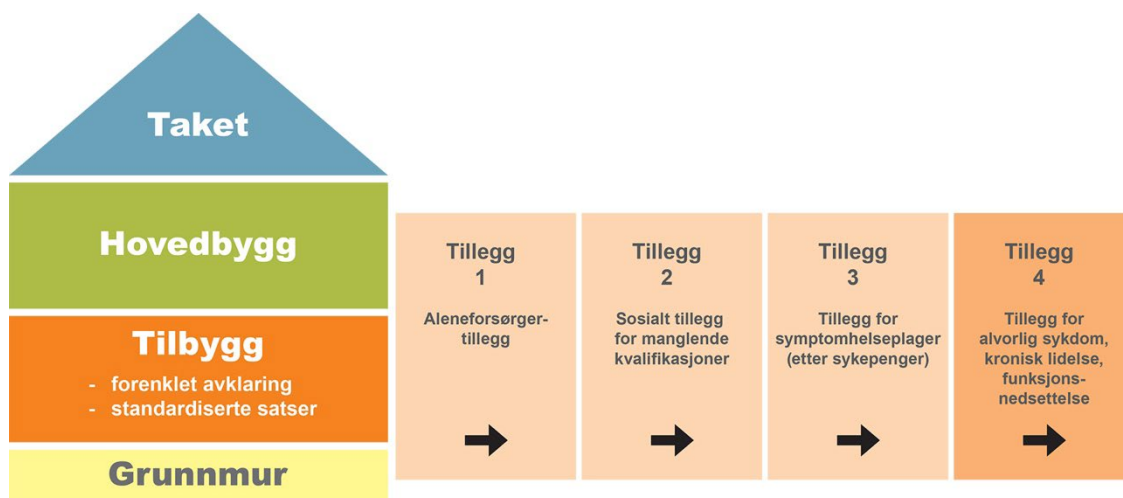 Taket
Hovedbygg
Tilbygg
- forenklet avklaring
- standardiserte satser
Grunnmur
Tillegg
1
Aleneforsørger-
tillegg
Tillegg
2
Sosialt tillegg
for manglende
kvalifikasjoner
Tillegg
3
Tillegg for
symptomhelseplager
(etter sykepenger)
Tillegg
4
Tillegg for
alvorlig sykdom,
kronisk lidelse,
funksjons-
nedsettelse